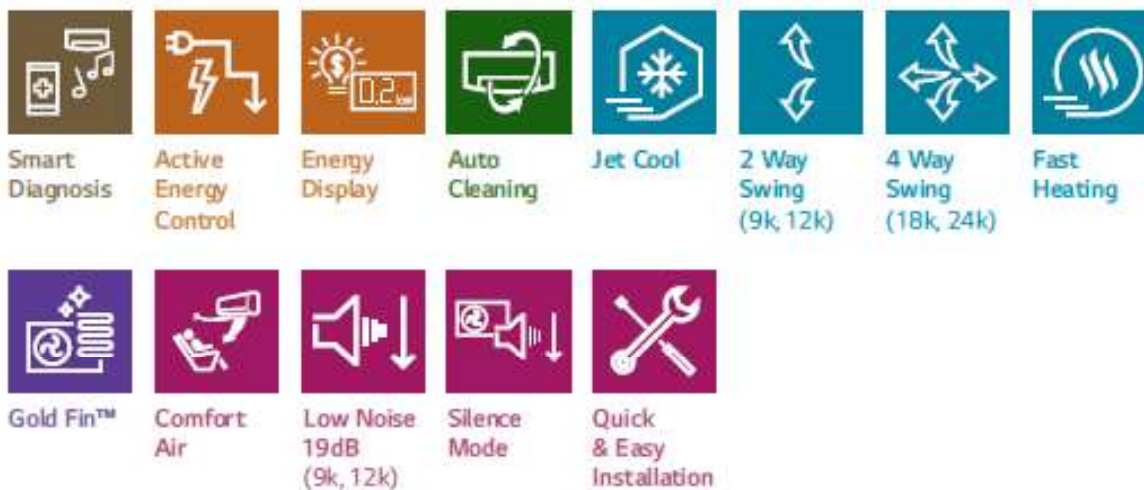 0.2 kw
Smart
Diagnosis
Active
Energy
Control
Energy
Display
Auto
Cleaning
Jet Cool
2 Way
Swing
(9k, 12k)
4 Way
Swing
(18k, 24k)
Fast
Heating
Gold Fin™
Comfort
Air
Low Noise
19dB
(9k, 12k)
Silence
Mode
Quick
& Easy
Installation